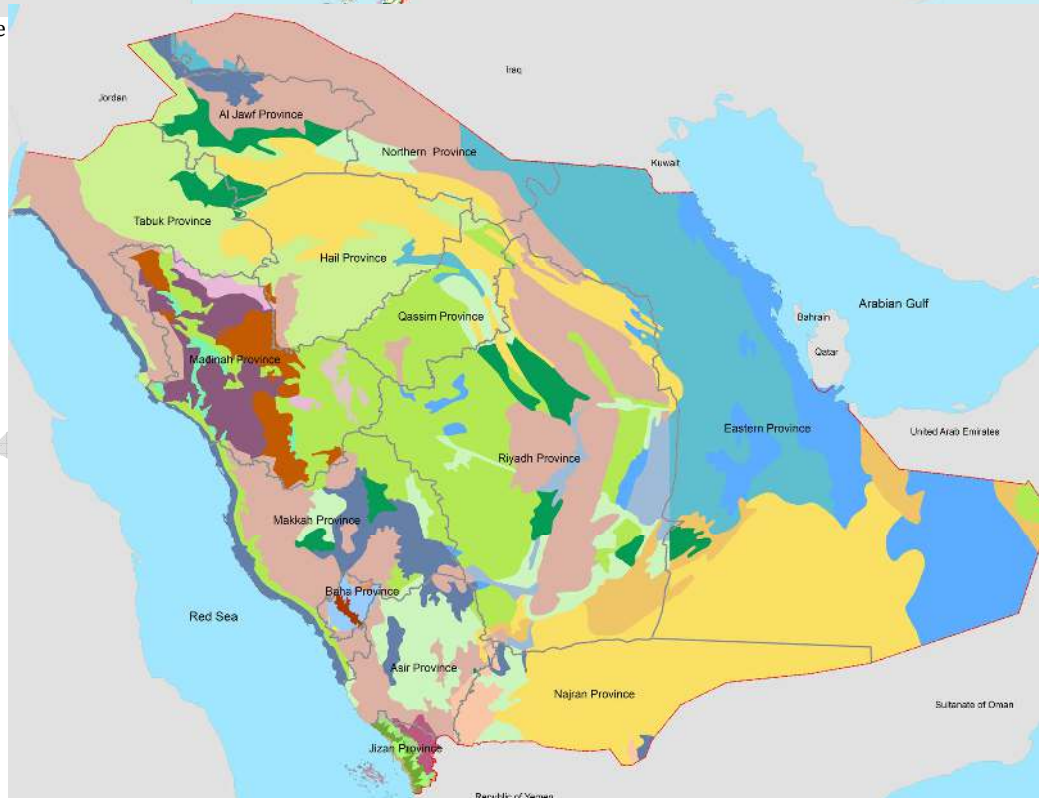 e
Iraq
Jordan
Al Jawf Province
Northern Province
Kuwait
Tabuk Province
Hail Province
Arabian Gulf
Qassim Province
Bahrain
Qatar
Madinah Province
Eastern Province
United Arab Emirates
Riyadh Province
Makkah Province
Baha Province
Red Sea
Asir Province
Najran Province
Sultanate of Oman
Jizan Province
Republic of Yemen